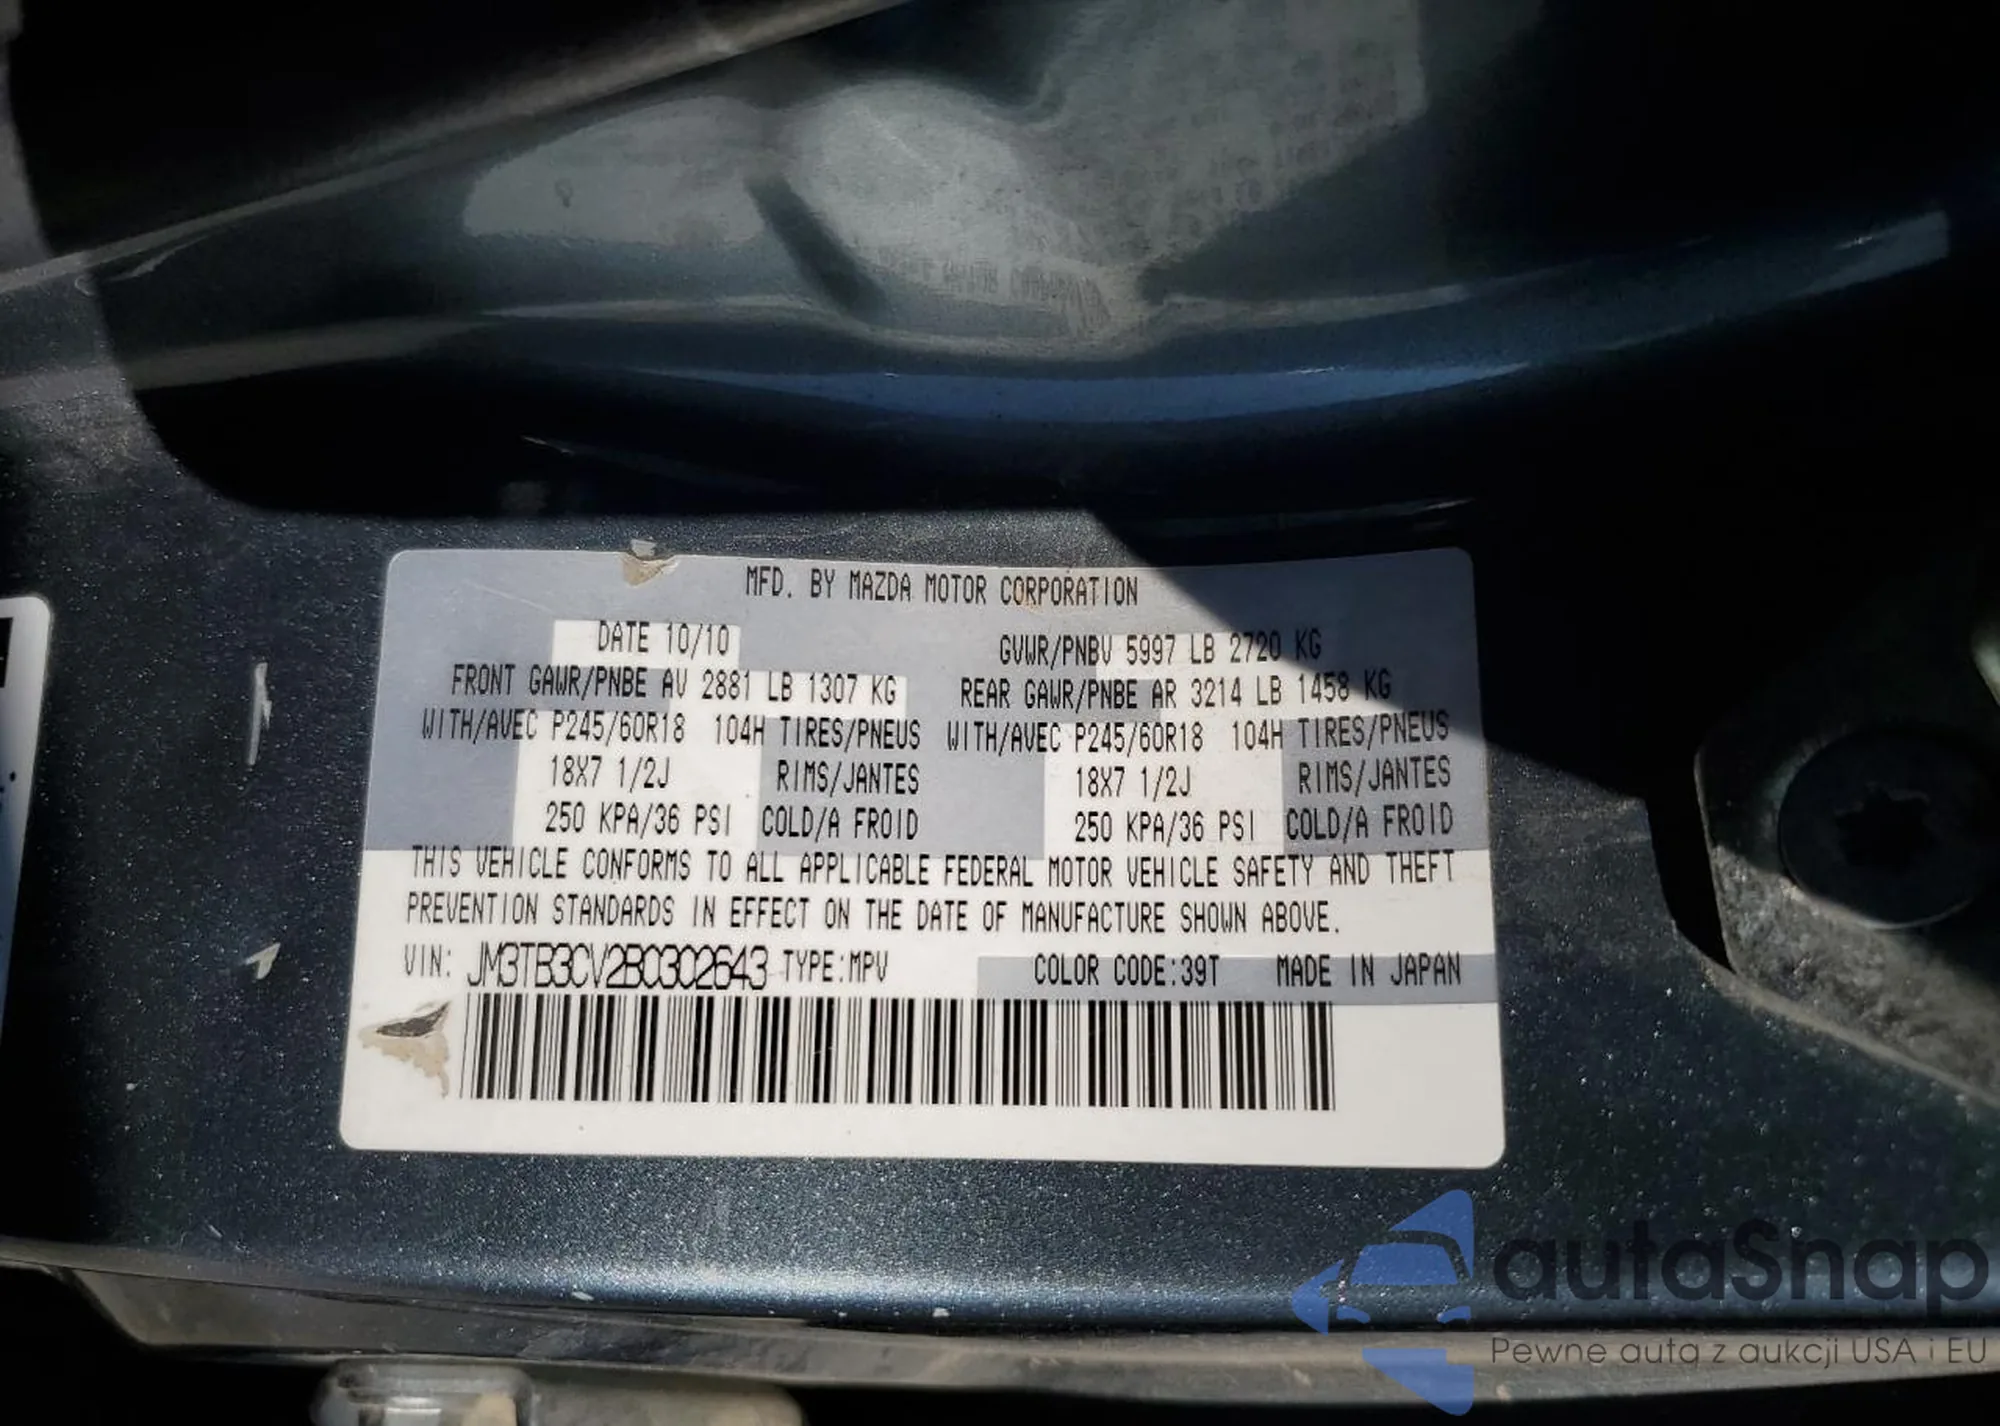 MFD. BY MAZDA MOTOR CORPORATION
DATE 10/10 GVWR/PNBV 5997 LB 2720 KG
FRONT GAWR/PNBE AV 2881 LB 1307 KG REAR GAWR/PNBE AR 3214 LB 1458 KG
WITH/AVEC P245/60R18 104H TIRES/PNEUS WITH/AVEC P245/60R18 104H TIRES/PNEUS
18X7 1/2J RIMS/JANTES 18X7 1/2J RIMS/JANTES
250 KPA/36 PSI COLD/A FROID 250 KPA/36 PSI COLD/A FROID
THIS VEHICLE CONFORMS TO ALL APPLICABLE FEDERAL MOTOR VEHICLE SAFETY AND THEFT
PREVENTION STANDARDS IN EFFECT ON THE DATE OF MANUFACTURE SHOWN ABOVE.
VIN: JM3TB3CV2B0302643 TYPE:MPV COLOR CODE:39T MADE IN JAPAN
autaSnap
Pewne auta z aukcji USA i EU